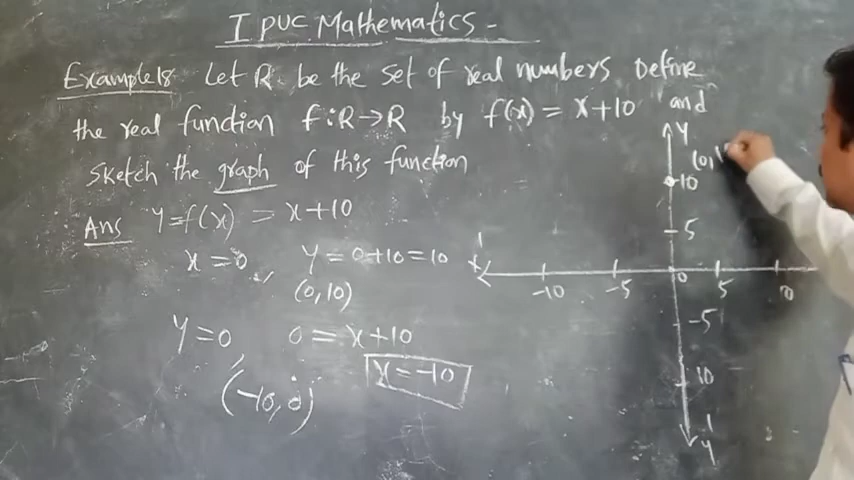 I PUC Mathematics -
Example 18 Let R be the set of real numbers Define
the real function f:R→R by f(x) = x+10 and
sketch the graph of this function
Ans Y=f(x) = x+10
x=0, Y=0+10=10
(0,10)
Y=0, 0=x+10
x=-10
(-10,0)
Y
(0,1
10
5
x'
-10 -5 0 5 10
-5
10
y'